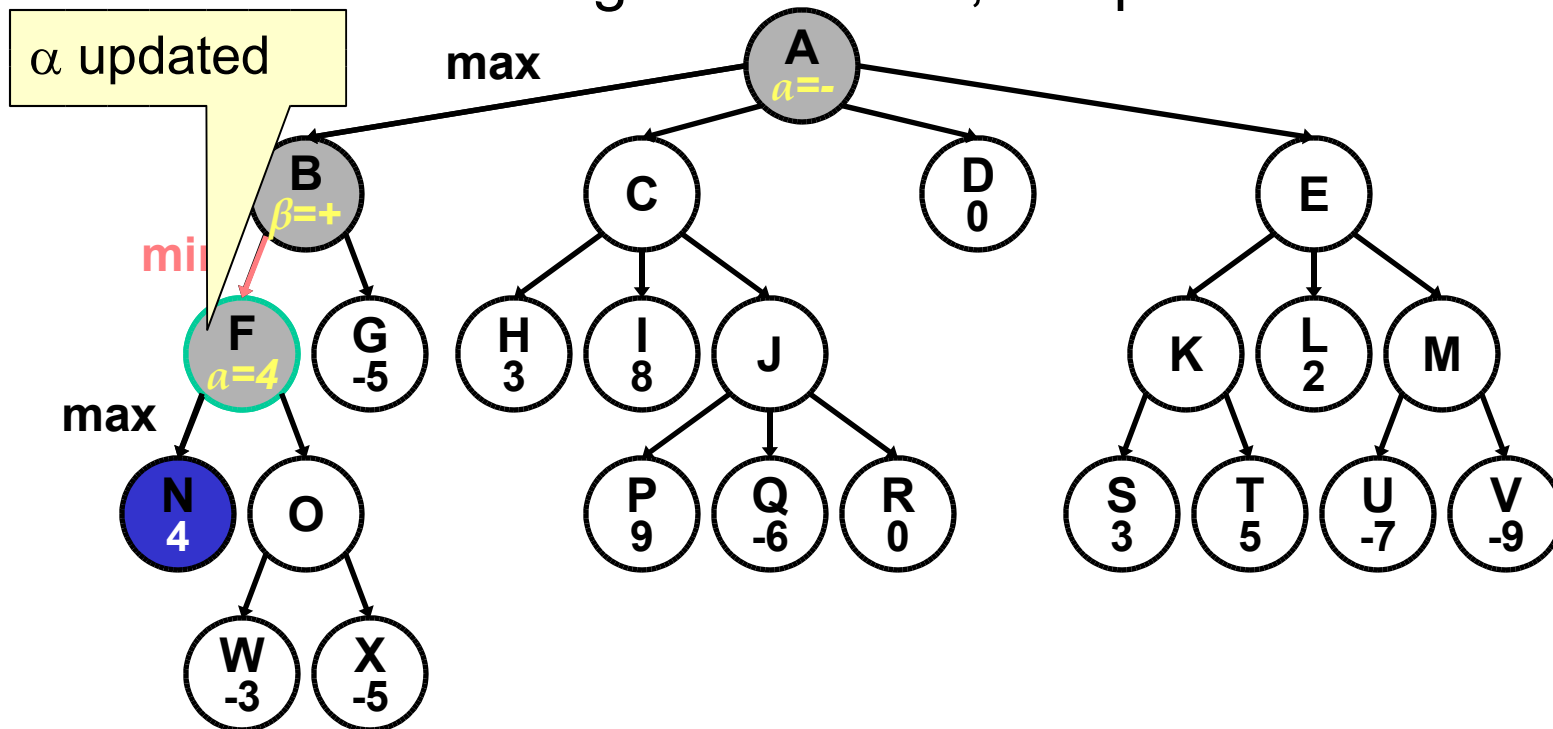 α updated
max
A
α=-
B
β=+
C
D
0
E
F
α=4
G
-5
H
3
I
8
J
K
L
2
M
max
N
4
O
P
9
Q
-6
R
0
S
3
T
5
U
-7
V
-9
W
-3
X
-5